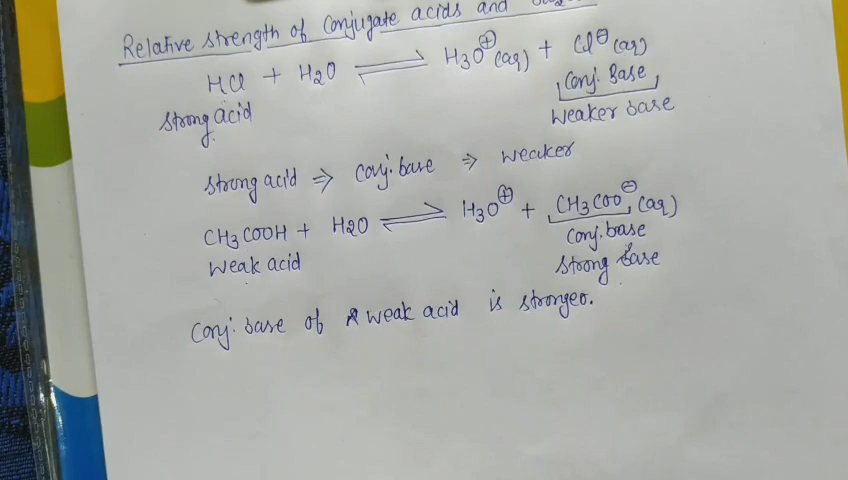 Relative strength of Conjugate acids and
HCl + H2O ⇌ H3O⊕(aq) + Cl⊖(aq)
Strong acid
Conj. Base
Weaker base
Strong acid ⇒ Conj. base ⇒ Weaker
CH3COOH + H2O ⇌ H3O⊕ + CH3COO⊖(aq)
Weak acid
Conj. base
Strong base
Conj. base of weak acid is stronger.